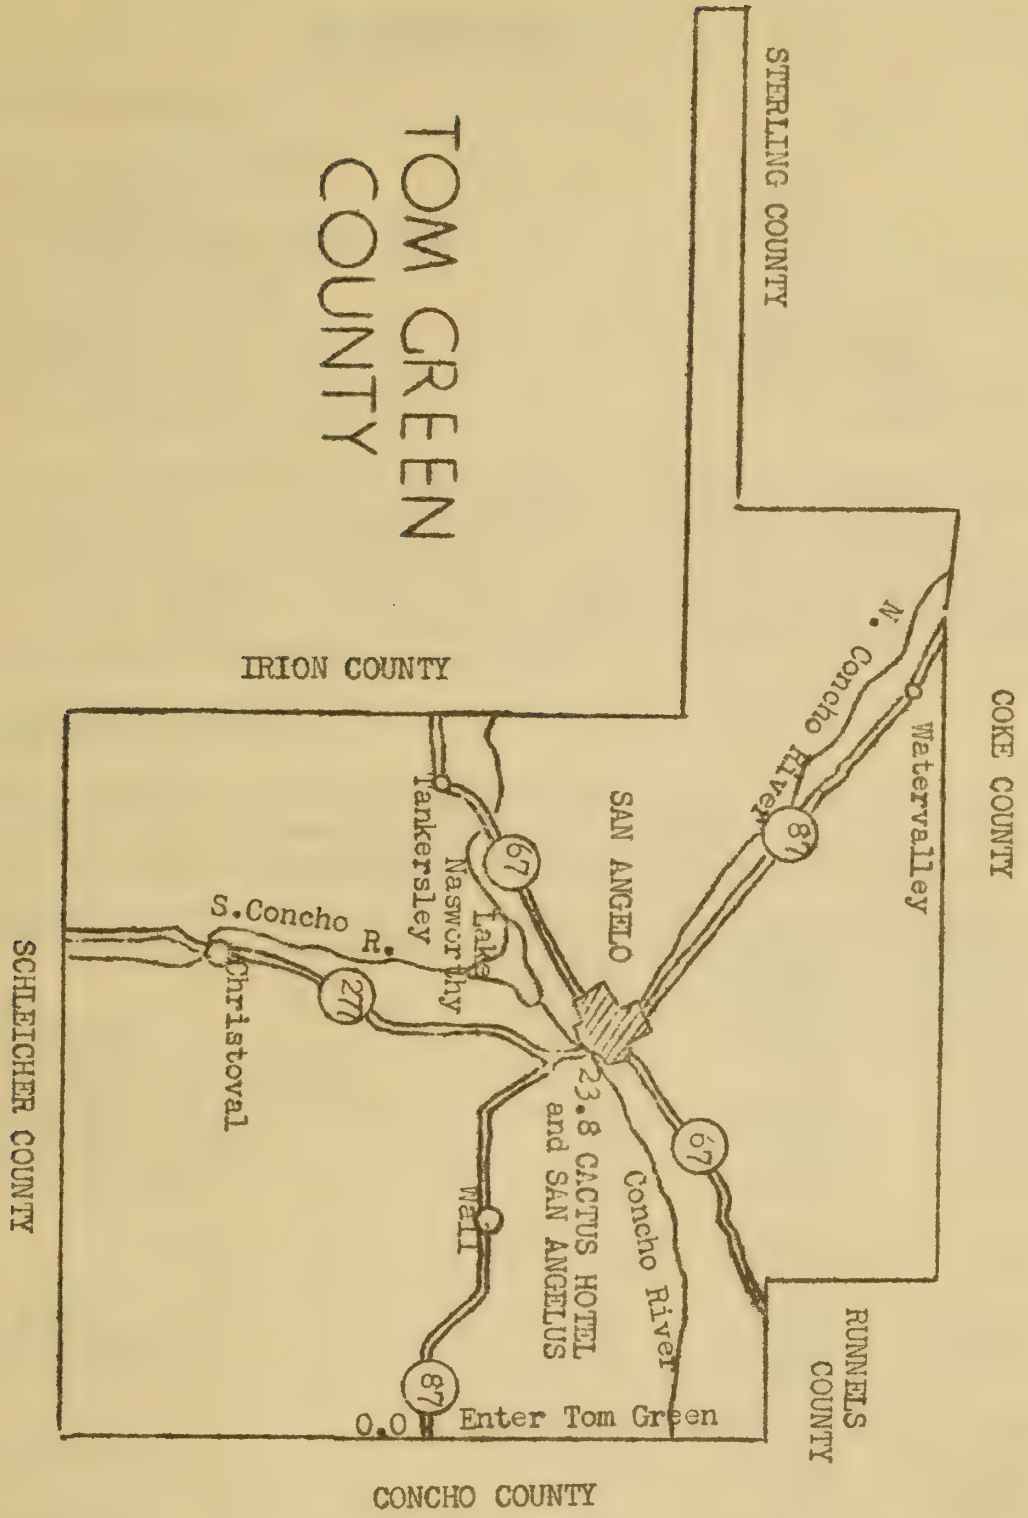 TOM GREEN
COUNTY
STERLING COUNTY
COKE COUNTY
RUNNELS
COUNTY
IRION COUNTY
SCHLEICHER COUNTY
CONCHO COUNTY
N. Concho River
Watervalley
87
SAN ANGELO
67
Tankersley
Lake
Nasworthy
S.Concho R.
Christoval
67
Concho River
23.8 CACTUS HOTEL
and SAN ANGELUS
Wall
87
0.0 Enter Tom Green